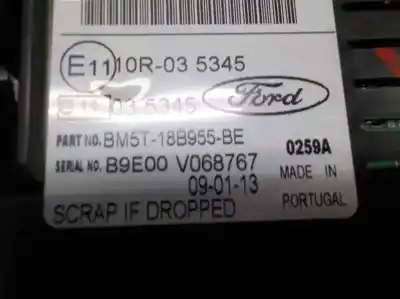 E11 10R-03 5345
E11 03 5345
Ford
PART NO. BM5T-18B955-BE
SERIAL NO. B9E00 V068767
0259A
09-01-13
MADE IN
PORTUGAL
SCRAP IF DROPPED